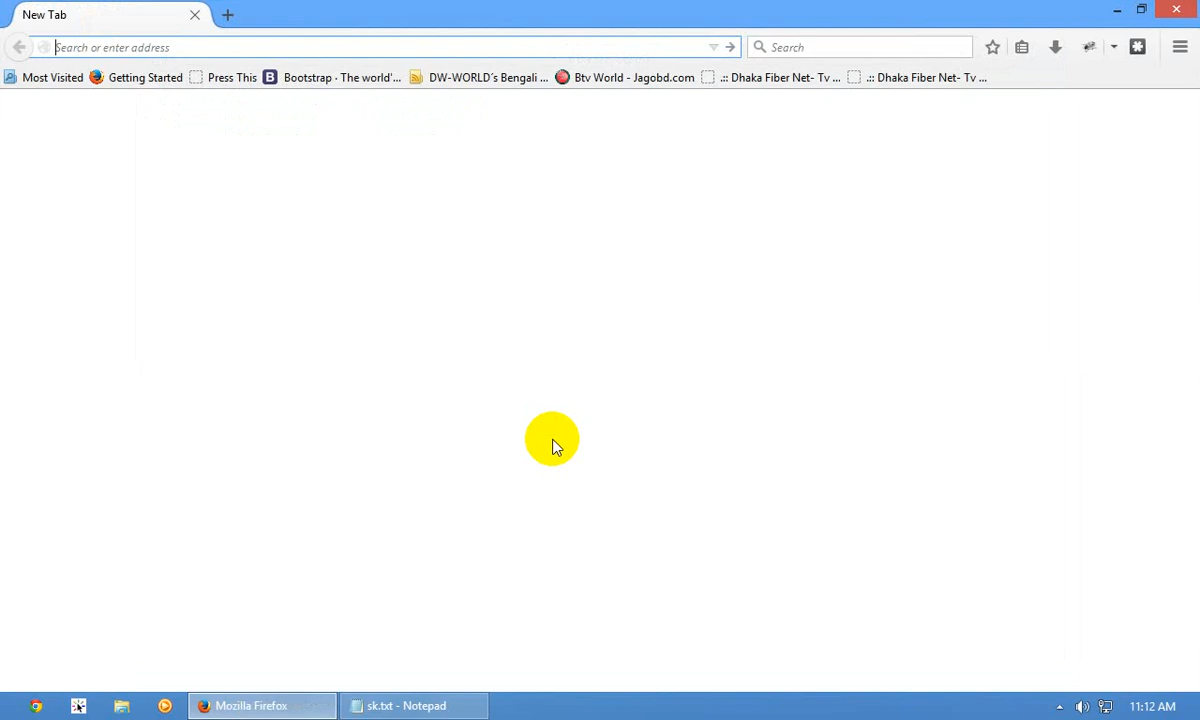 New Tab
Search or enter address
Search
Most Visited Getting Started Press This Bootstrap · The world'... DW-WORLD´s Bengali ... Btv World - Jagobd.com .:: Dhaka Fiber Net- Tv ... .:: Dhaka Fiber Net- Tv ...
Mozilla Firefox sk.txt - Notepad 11:12 AM